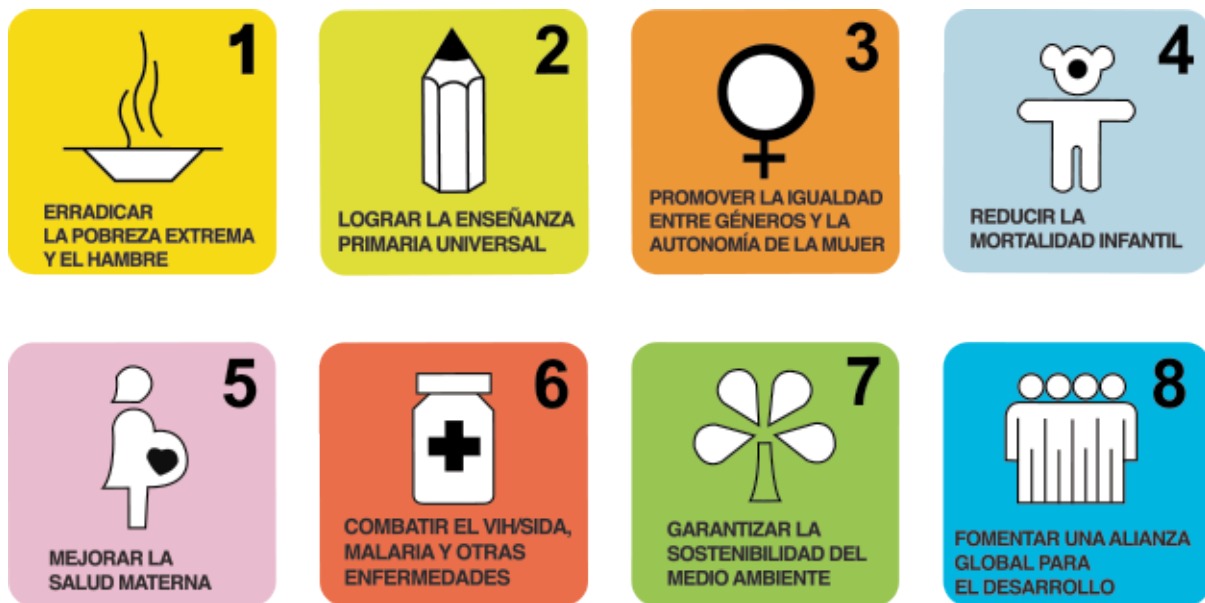 1
ERRADICAR
LA POBREZA EXTREMA
Y EL HAMBRE
2
LOGRAR LA ENSEÑANZA
PRIMARIA UNIVERSAL
3
PROMOVER LA IGUALDAD
ENTRE GÉNEROS Y LA
AUTONOMÍA DE LA MUJER
4
REDUCIR LA
MORTALIDAD INFANTIL
5
MEJORAR LA
SALUD MATERNA
6
COMBATIR EL VIH/SIDA,
MALARIA Y OTRAS
ENFERMEDADES
7
GARANTIZAR LA
SOSTENIBILIDAD DEL
MEDIO AMBIENTE
8
FOMENTAR UNA ALIANZA
GLOBAL PARA
EL DESARROLLO